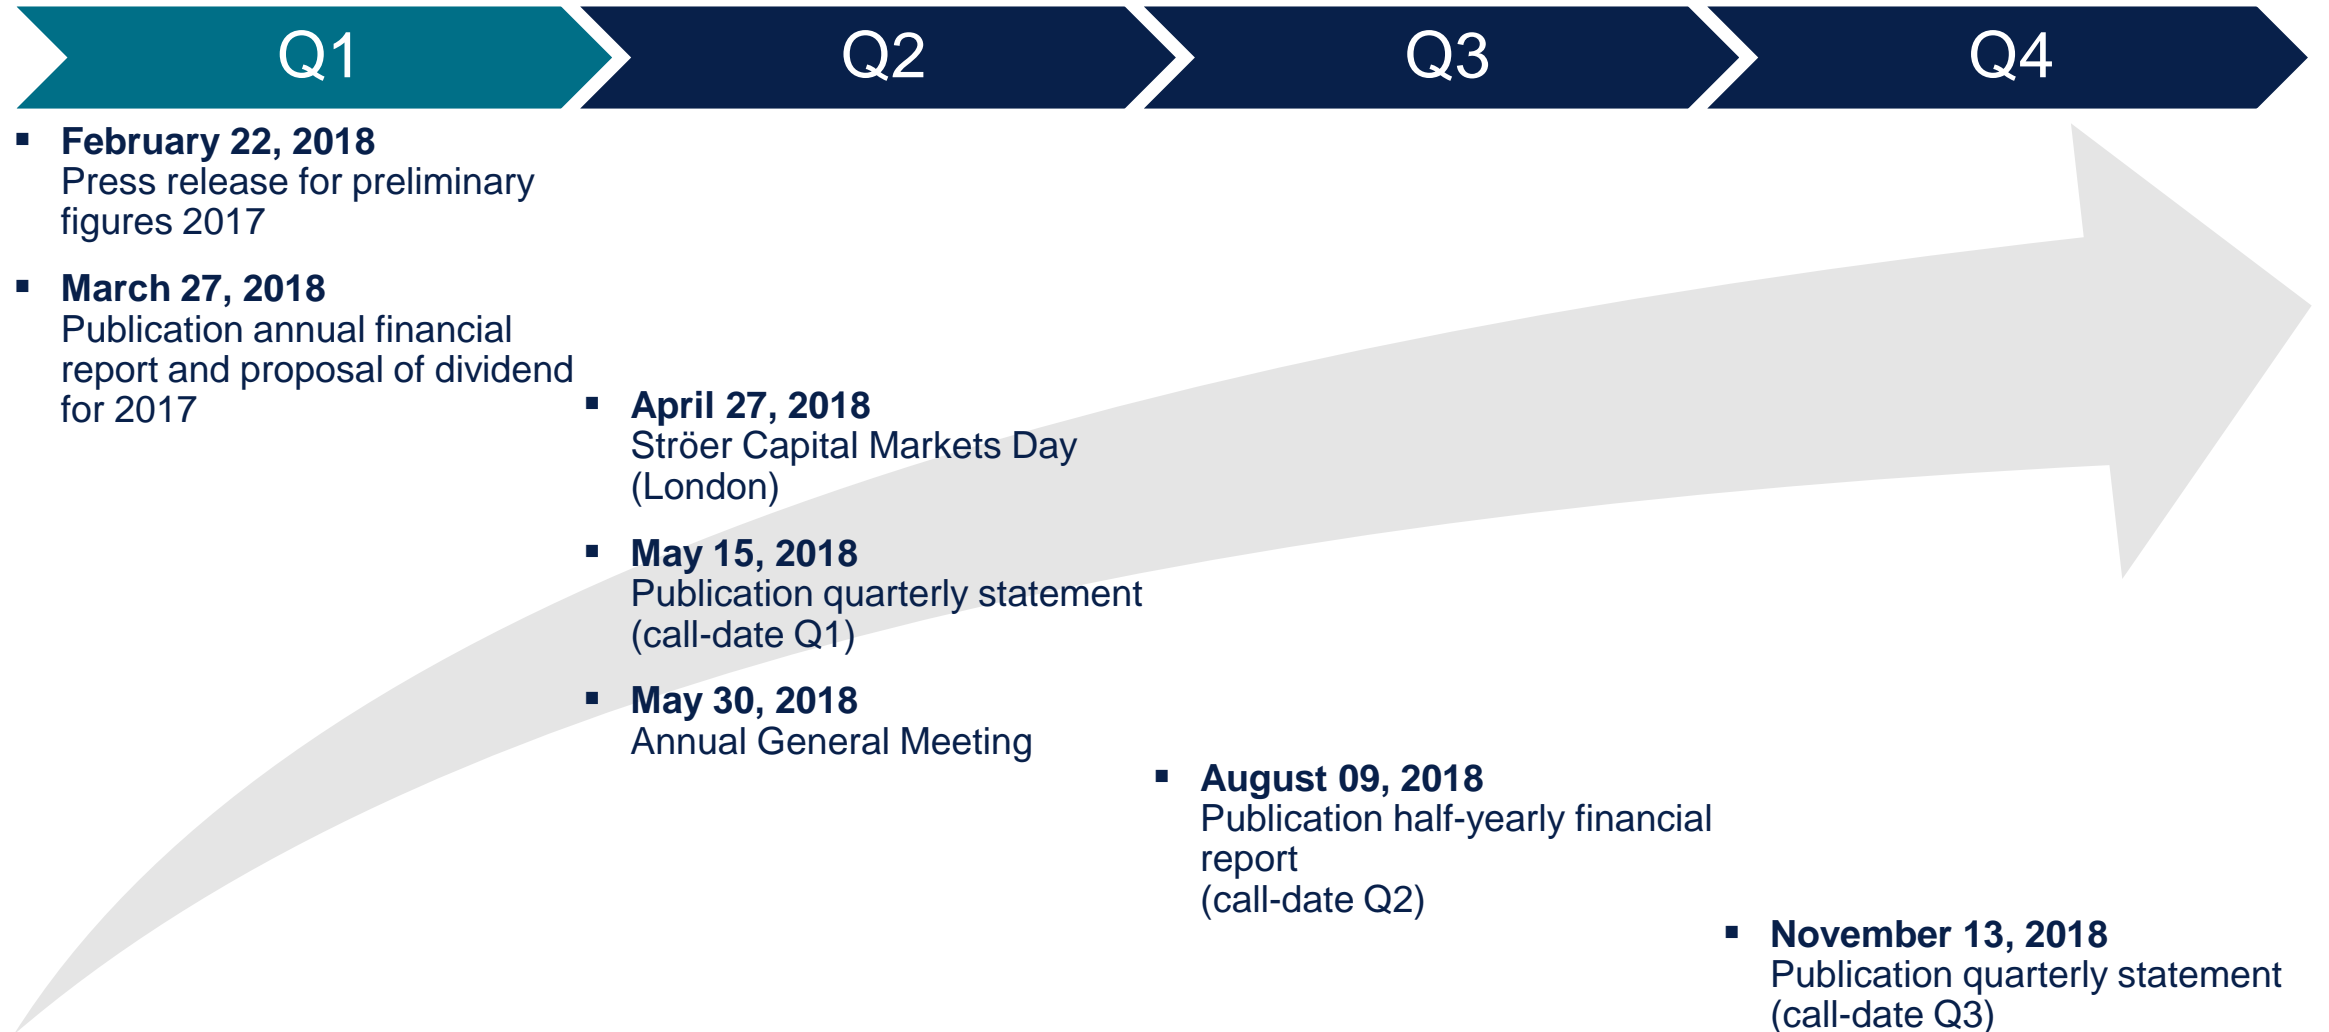 Q1
Q2
Q3
Q4
▪ February 22, 2018
Press release for preliminary
figures 2017
▪ March 27, 2018
Publication annual financial
report and proposal of dividend
for 2017
▪ April 27, 2018
Ströer Capital Markets Day
(London)
▪ May 15, 2018
Publication quarterly statement
(call-date Q1)
▪ May 30, 2018
Annual General Meeting
▪ August 09, 2018
Publication half-yearly financial
report
(call-date Q2)
▪ November 13, 2018
Publication quarterly statement
(call-date Q3)